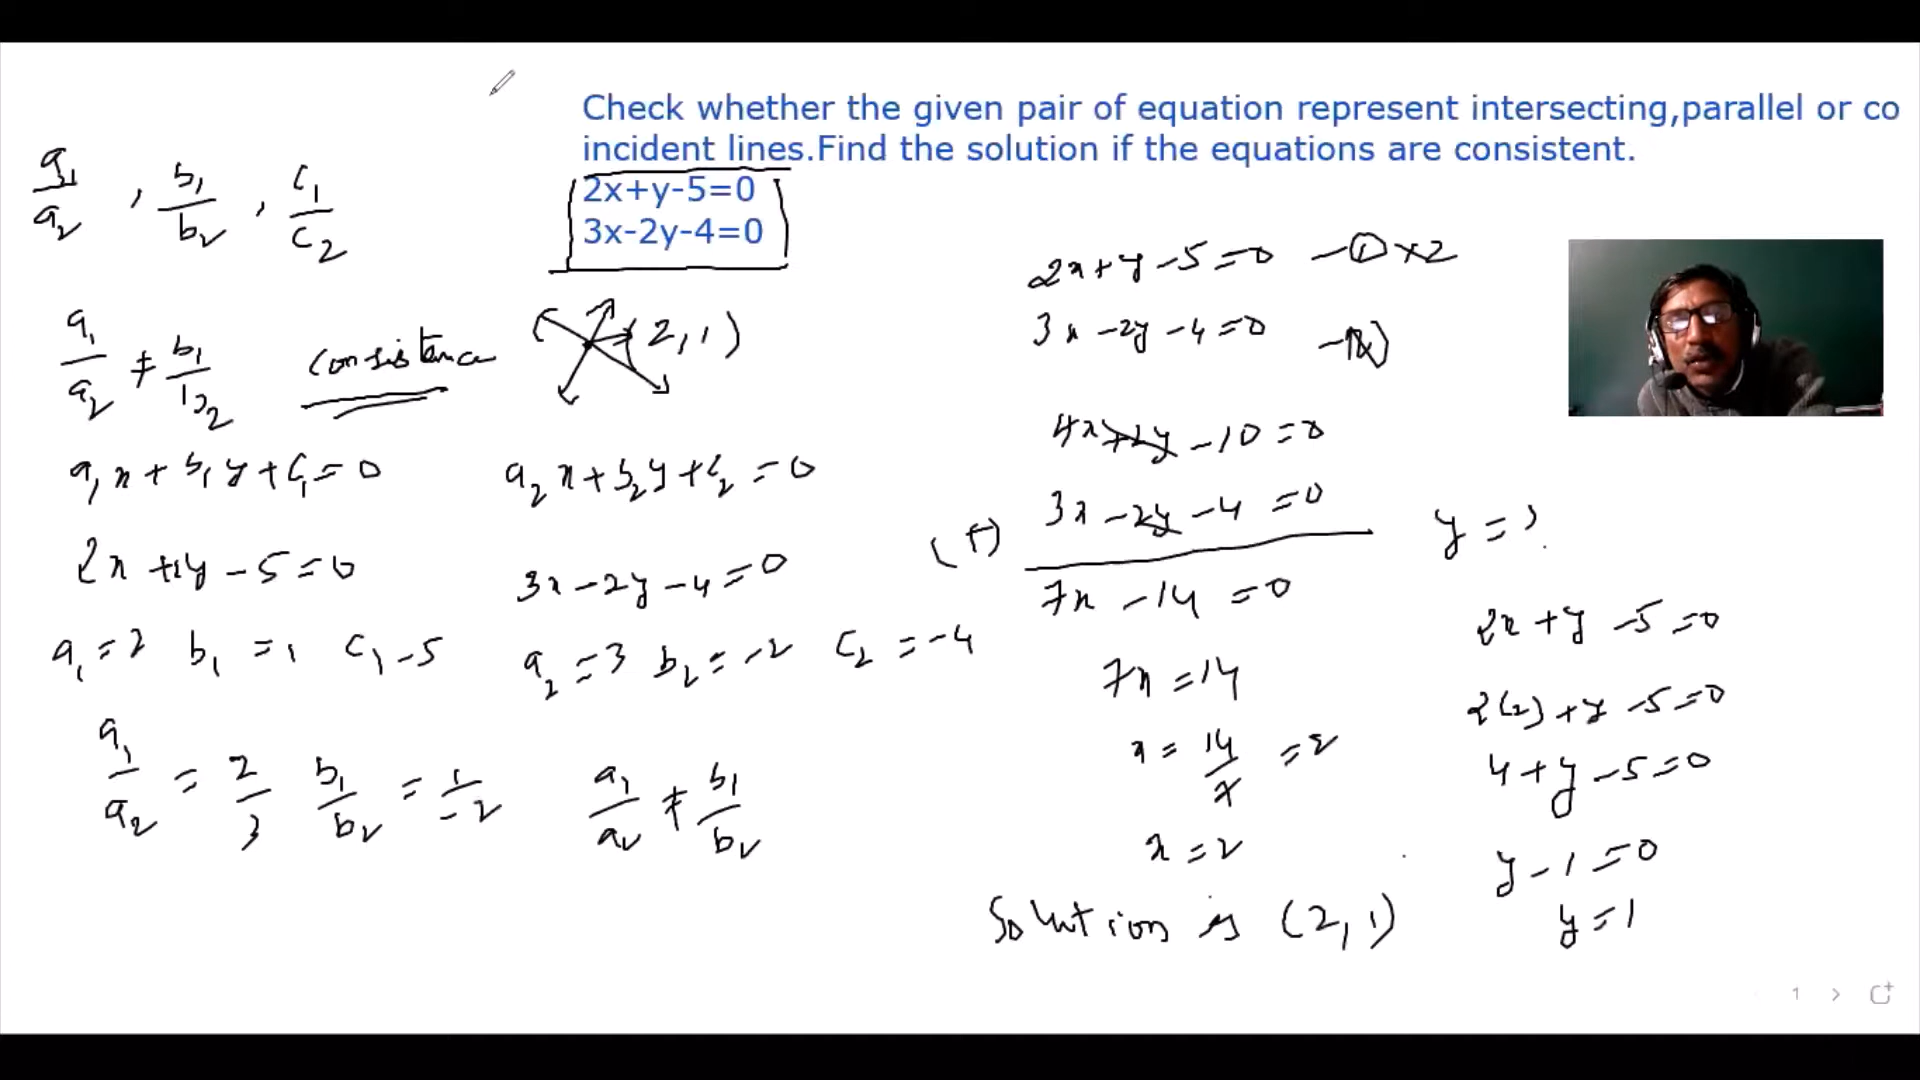 Check whether the given pair of equation represent intersecting,parallel or co
incident lines.Find the solution if the equations are consistent.
2x+y-5=0
3x-2y-4=0
a₁/a₂ , b₁/b₂ , c₁/c₂
a₁/a₂ ≠ b₁/b₂ consistence
(2,1)
a₁x+b₁y+c₁=0 a₂x+b₂y+c₂=0
2x+1y-5=0 3x-2y-4=0
a₁=2 b₁=1 c₁-5 a₂=3 b₂=-2 c₂=-4
a₁/a₂ = 2/3 b₁/b₂ = 1/-2 a₁/a₂ ≠ b₁/b₂
2x+y-5=0 -①×2
3x-2y-4=0
4x+2y-10=0
(+) 3x-2y-4=0
7x-14=0
7x=14
x=14/7=2
x=2
y=?
2x+y-5=0
2(2)+y-5=0
4+y-5=0
y-1=0
y=1
Solution is (2,1)
1